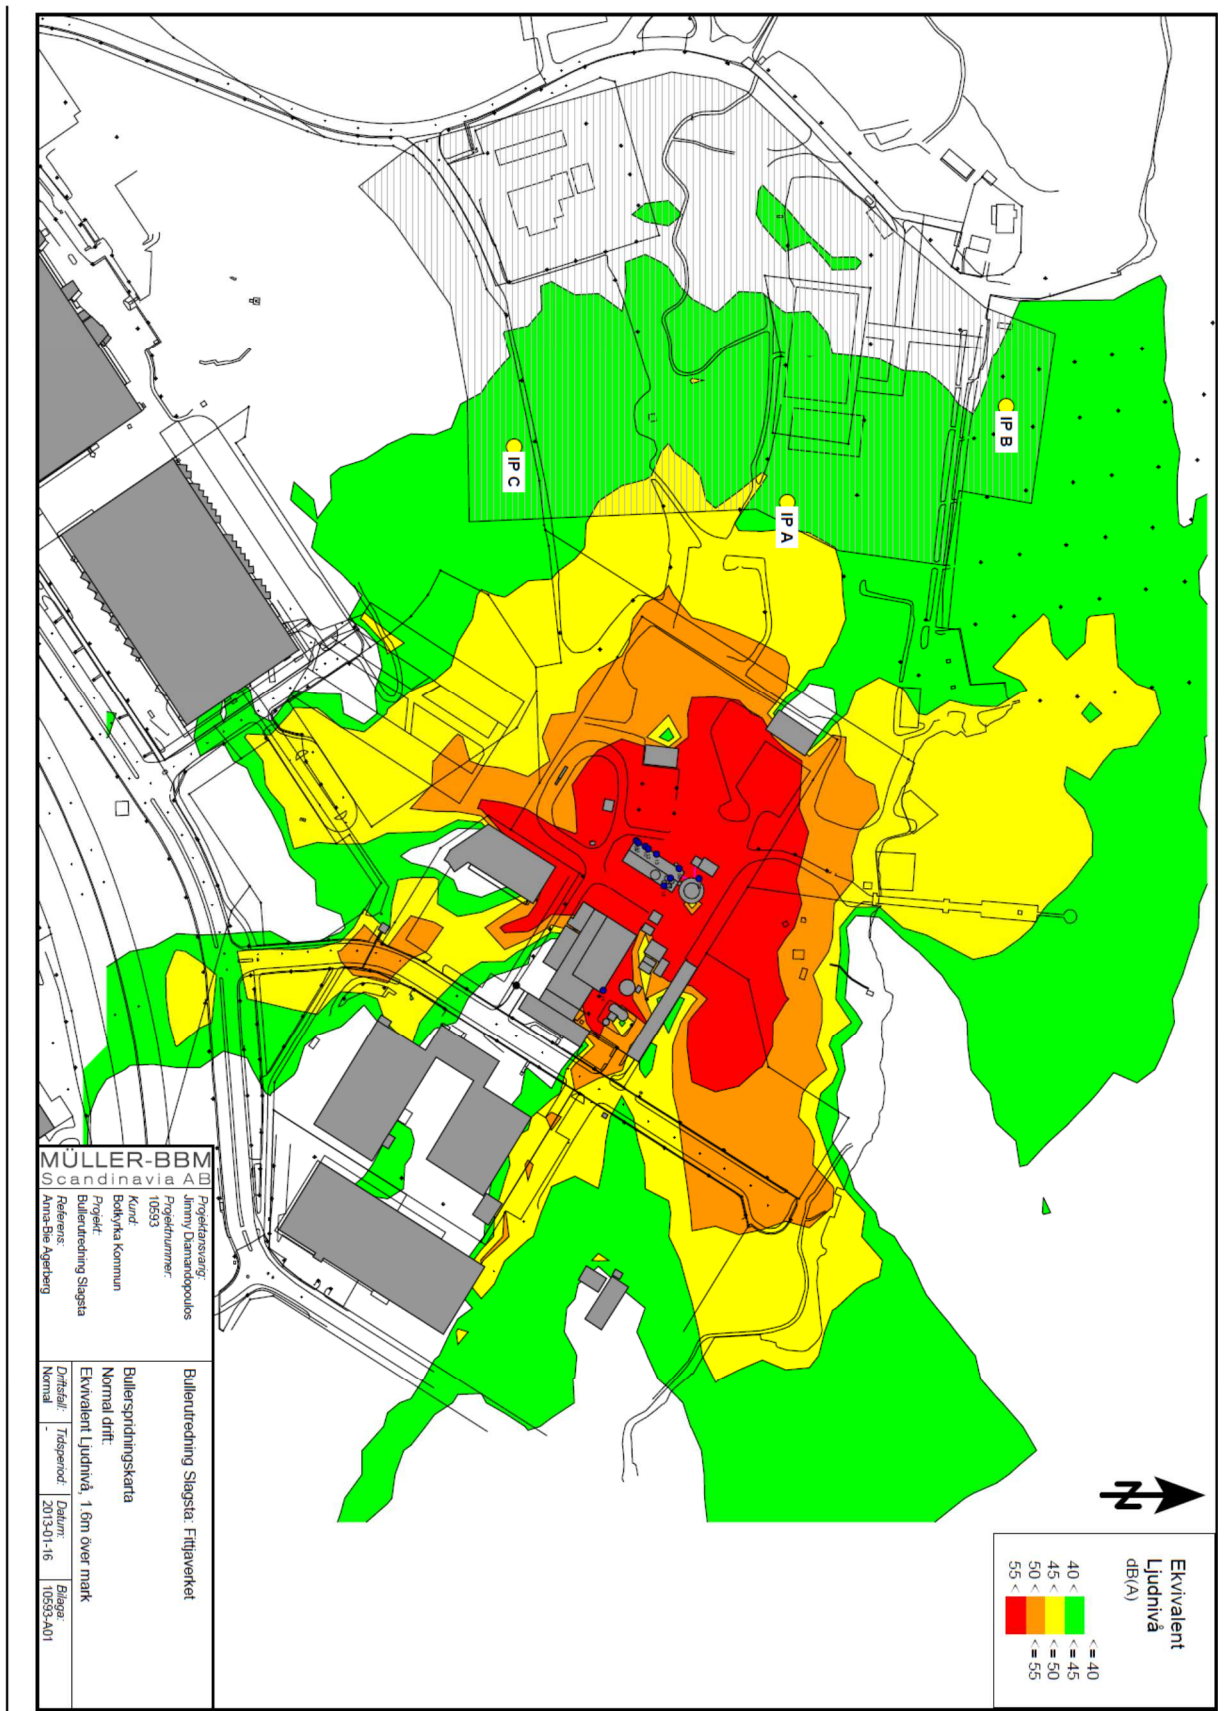 IP B
IP A
IP C
Ekvivalent
Ljudnivå
dB(A)
<= 40
40 < <= 45
45 < <= 50
50 < <= 55
55 <
N
MÜLLER-BBM
Scandinavia AB
Projektansvarig:
Jimmy Diamandopoulos
Projektnummer:
10593
Kund:
Botkyrka Kommun
Projekt:
Bullerutredning Slagsta
Referens:
Anna-Bie Agerberg
Bullerutredning Slagsta: Fittjaverket
Bullerspridningskarta
Normal drift:
Ekvivalent Ljudnivå, 1.6m över mark
Driftsfall: Tidsperiod: Datum: Bilaga:
Normal - 2013-01-16 10593-A01